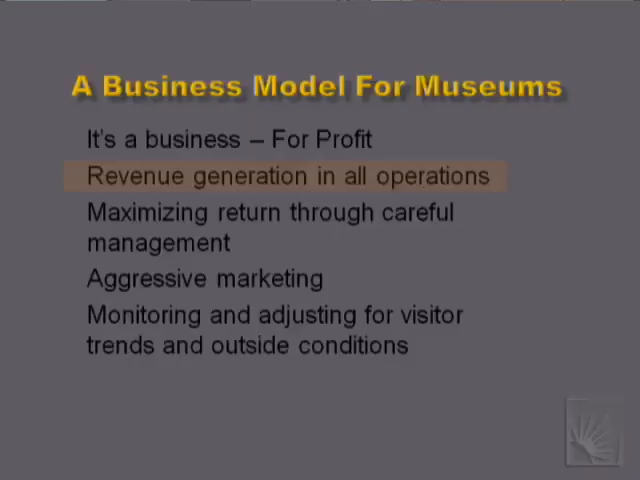 A Business Model For Museums
It's a business – For Profit
Revenue generation in all operations
Maximizing return through careful
management
Aggressive marketing
Monitoring and adjusting for visitor
trends and outside conditions